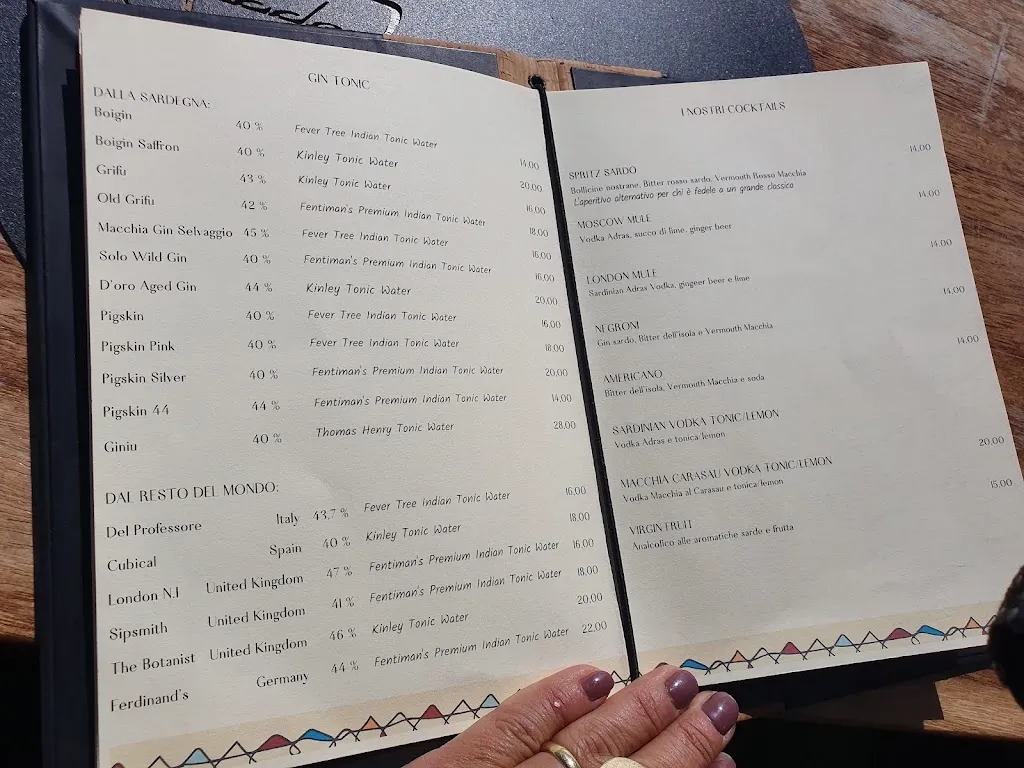 GIN TONIC
DALLA SARDEGNA:
Boigin 40 % Fever Tree Indian Tonic Water 14.00
Boigin Saffron 40 % Kinley Tonic Water 20.00
Grifu 43 % Kinley Tonic Water 16.00
Old Grifu 42 % Fentiman's Premium Indian Tonic Water 18.00
Macchia Gin Selvaggio 45 % Fever Tree Indian Tonic Water 16.00
Solo Wild Gin 40 % Fentiman's Premium Indian Tonic Water 16.00
D'oro Aged Gin 44 % Kinley Tonic Water 20.00
Pigskin 40 % Fever Tree Indian Tonic Water 16.00
Pigskin Pink 40 % Fever Tree Indian Tonic Water 18.00
Pigskin Silver 40 % Fentiman's Premium Indian Tonic Water 20.00
Pigskin 44 44 % Fentiman's Premium Indian Tonic Water 14.00
Giniu 40 % Thomas Henry Tonic Water 28.00
DAL RESTO DEL MONDO:
Del Professore Italy 43.7 % Fever Tree Indian Tonic Water 16.00
Cubical Spain 40 % Kinley Tonic Water 18.00
London N.1 United Kingdom 47 % Fentiman's Premium Indian Tonic Water 16.00
Sipsmith United Kingdom 41 % Fentiman's Premium Indian Tonic Water 18.00
The Botanist United Kingdom 46 % Kinley Tonic Water 20.00
Ferdinand's Germany 44 % Fentiman's Premium Indian Tonic Water 22.00
I NOSTRI COCKTAILS
SPRITZ SARDO 14.00
Bollicine nostrane, Bitter rosso sardo, Vermouth Rosso Macchia
L'aperitivo alternativo per chi è fedele a un grande classico
MOSCOW MULE 14.00
Vodka Adras, succo di lime, ginger beer
LONDON MULE 14.00
Sardinian Adras Vodka, gingeer beer e lime
NEGRONI 14.00
Gin sardo, Bitter dell'isola e Vermouth Macchia
AMERICANO 14.00
Bitter dell'isola, Vermouth Macchia e soda
SARDINIAN VODKA TONIC/LEMON
Vodka Adras e tonica/lemon
MACCHIA CARASAU VODKA TONIC/LEMON 20.00
Vodka Macchia al Carasau e tonica/lemon
VIRGIN FRUIT 15.00
Analcolico alle aromatiche sarde e frutta